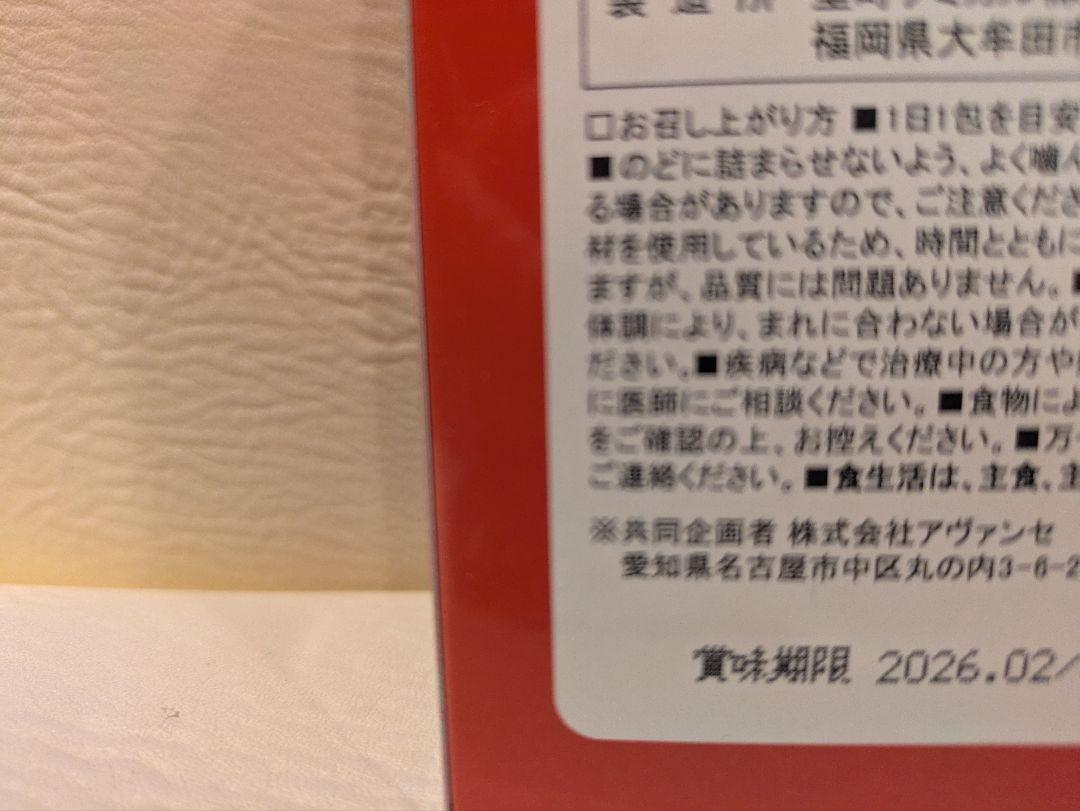 製造所
福岡県大牟田市
□お召し上がり方 ■1日1包を目安
■のどに詰まらせないよう、よく噛ん
る場合がありますので、ご注意くださ
材を使用しているため、時間とともに
ますが、品質には問題ありません。■
体調により、まれに合わない場合が
ださい。■疾病などで治療中の方や
に医師にご相談ください。■食物によ
をご確認の上、お控えください。■万
ご連絡ください。■食生活は、主食、主
※共同企画者 株式会社アヴァンセ
愛知県名古屋市中区丸の内3-6-2
賞味期限 2026.02/